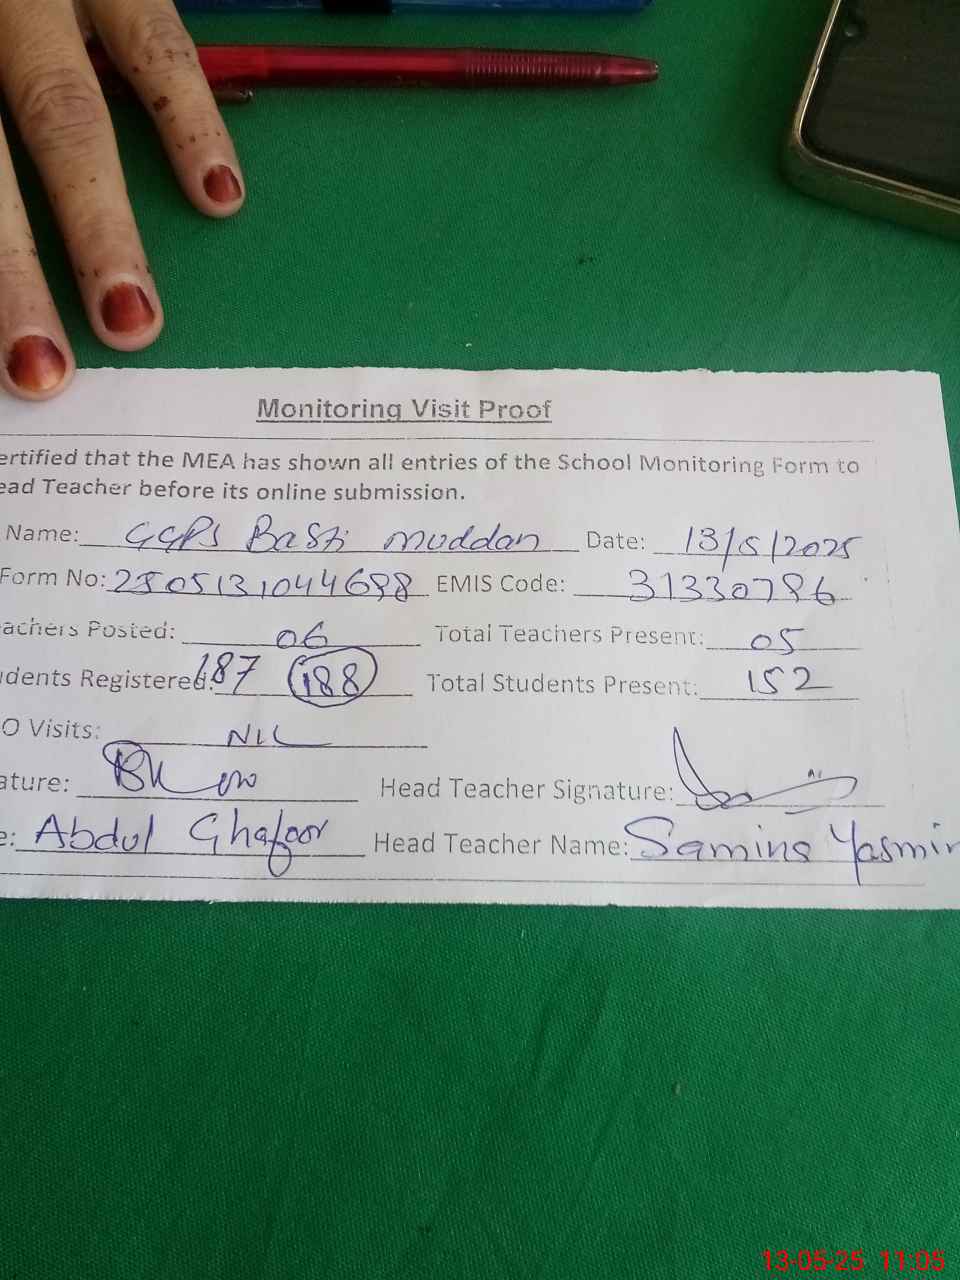 Monitoring Visit Proof
ertified that the MEA has shown all entries of the School Monitoring Form to
ead Teacher before its online submission.
Name: GGPS Basti muddan Date: 13/5/2025
Form No: 2505131044698 EMIS Code: 31330786
achers Posted: 06 Total Teachers Present: 05
dents Registered: 187 188 Total Students Present: 152
O Visits: NIL
ature: Head Teacher Signature:
e: Abdul Ghafoor Head Teacher Name: Samina Yasmin
13-05-25 11:05